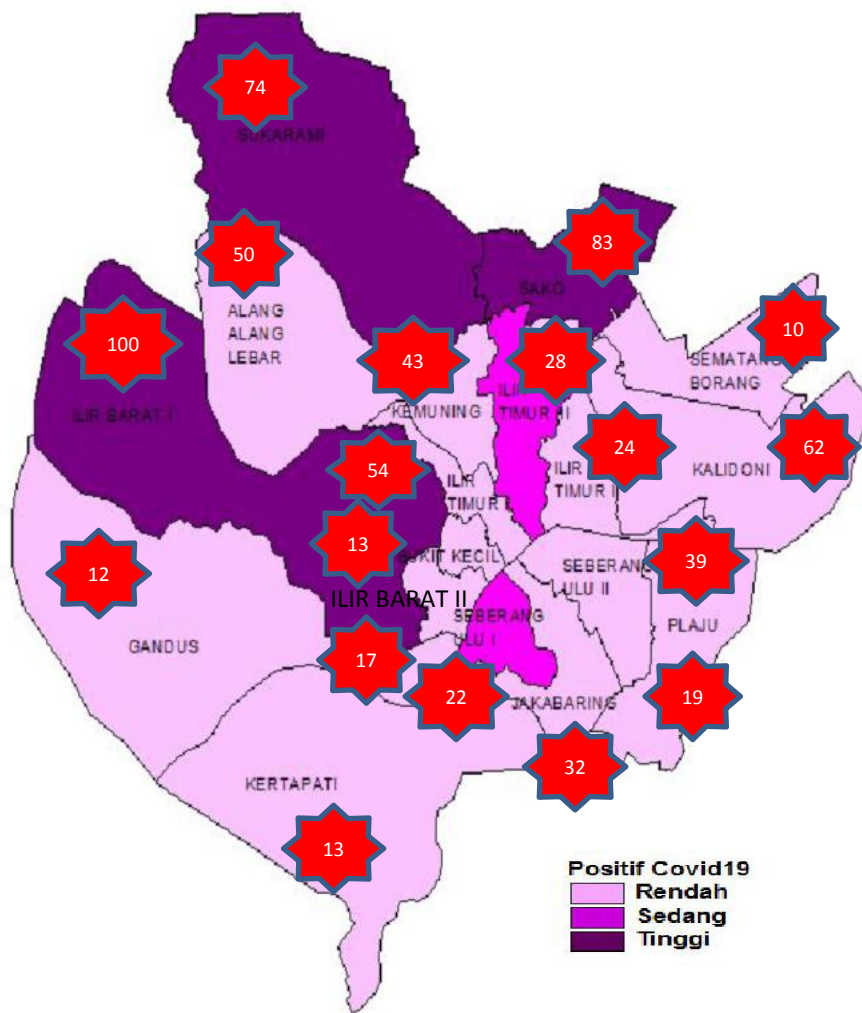 74
SUKARAMI
50
83
ALANG
ALANG
LEBAR
SAKO
100
10
43
28
SEMATANG
BORANG
ILIR BARAT I
KEMUNING
ILIR
TIMUR III
54
24
62
KALIDONI
ILIR
TIMUR I
ILIR
TIMUR II
13
BUKIT KECIL
39
SEBERANG
ULU II
12
ILIR BARAT II
SEBERANG
ULU I
PLAJU
GANDUS
17
22
JAKABARING
19
32
KERTAPATI
13
Positif Covid19
Rendah
Sedang
Tinggi